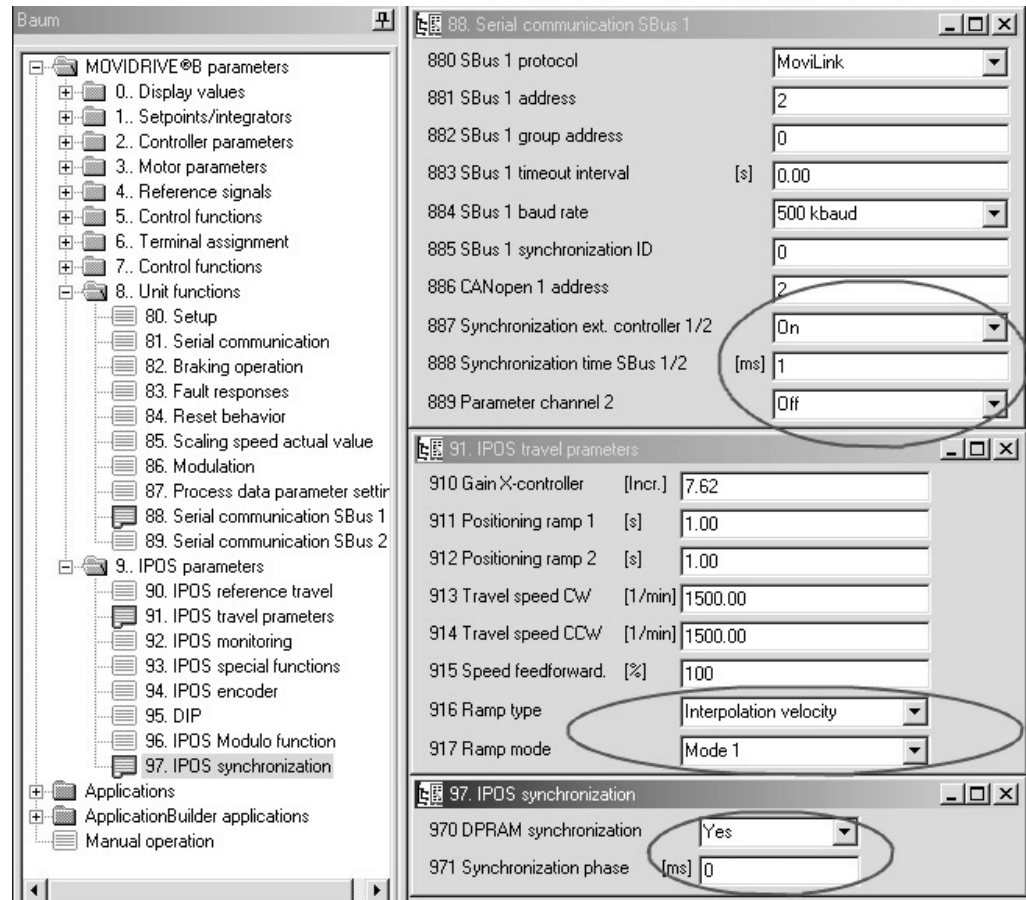 Baum
MOVIDRIVE®B parameters
0.. Display values
1.. Setpoints/integrators
2.. Controller parameters
3.. Motor parameters
4.. Reference signals
5.. Control functions
6.. Terminal assignment
7.. Control functions
8.. Unit functions
80. Setup
81. Serial communication
82. Braking operation
83. Fault responses
84. Reset behavior
85. Scaling speed actual value
86. Modulation
87. Process data parameter settin
88. Serial communication SBus 1
89. Serial communication SBus 2
9.. IPOS parameters
90. IPOS reference travel
91. IPOS travel prameters
92. IPOS monitoring
93. IPOS special functions
94. IPOS encoder
95. DIP
96. IPOS Modulo function
97. IPOS synchronization
Applications
ApplicationBuilder applications
Manual operation
88. Serial communication SBus 1
880 SBus 1 protocol MoviLink
881 SBus 1 address 2
882 SBus 1 group address 0
883 SBus 1 timeout interval [s] 0.00
884 SBus 1 baud rate 500 kbaud
885 SBus 1 synchronization ID 0
886 CANopen 1 address 2
887 Synchronization ext. controller 1/2 On
888 Synchronization time SBus 1/2 [ms] 1
889 Parameter channel 2 Off
91. IPOS travel prameters
910 Gain X-controller [Incr.] 7.62
911 Positioning ramp 1 [s] 1.00
912 Positioning ramp 2 [s] 1.00
913 Travel speed CW [1/min] 1500.00
914 Travel speed CCW [1/min] 1500.00
915 Speed feedforward. [%] 100
916 Ramp type Interpolation velocity
917 Ramp mode Mode 1
97. IPOS synchronization
970 DPRAM synchronization Yes
971 Synchronization phase [ms] 0